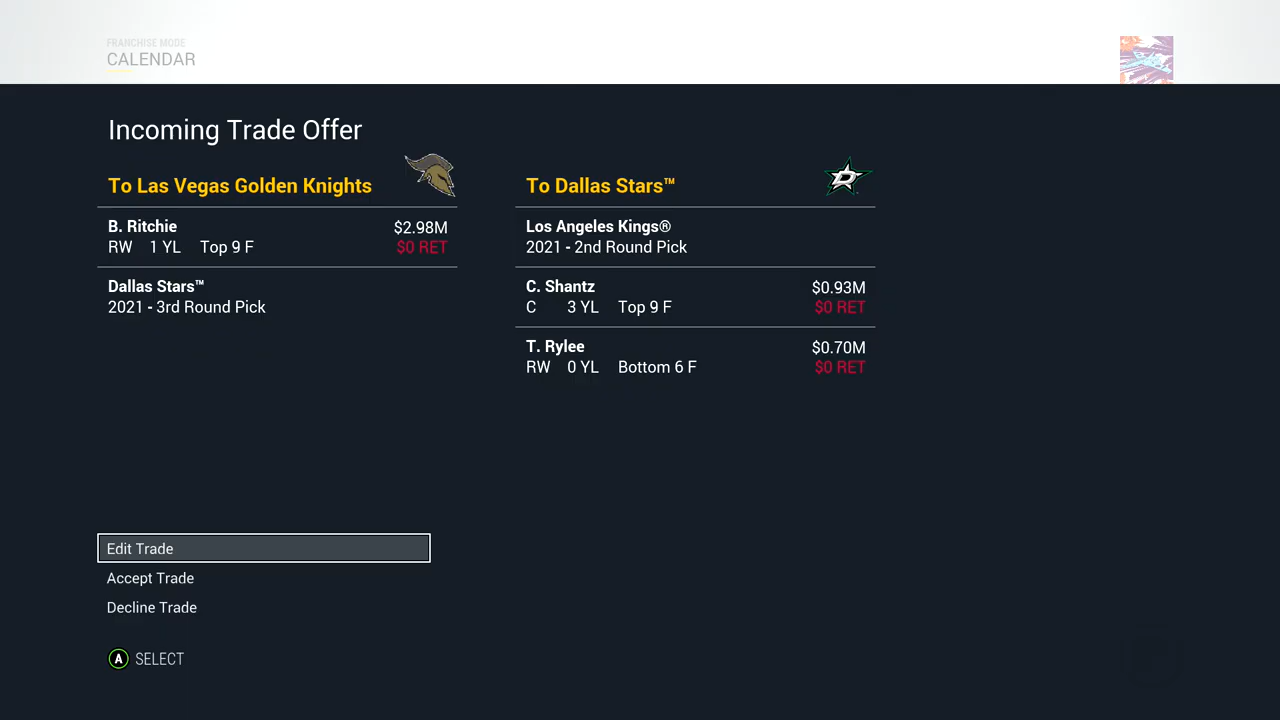 FRANCHISE MODE
CALENDAR
Incoming Trade Offer
To Las Vegas Golden Knights
B. Ritchie $2.98M
RW 1 YL Top 9 F $0 RET
Dallas Stars™
2021 - 3rd Round Pick
To Dallas Stars™
Los Angeles Kings®
2021 - 2nd Round Pick
C. Shantz $0.93M
C 3 YL Top 9 F $0 RET
T. Rylee $0.70M
RW 0 YL Bottom 6 F $0 RET
Edit Trade
Accept Trade
Decline Trade
A SELECT